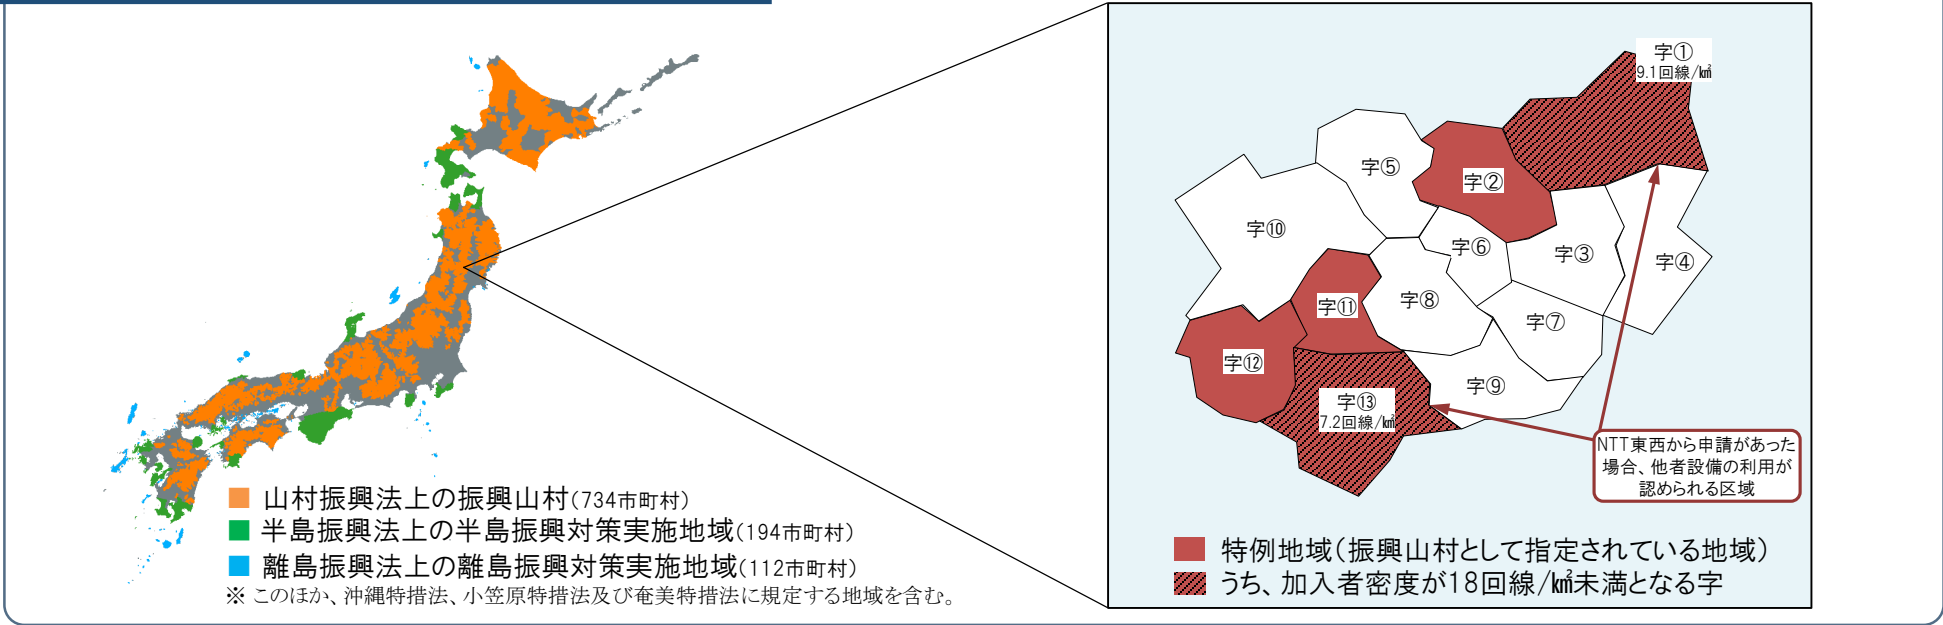 山村振興法上の振興山村(734市町村)
半島振興法上の半島振興対策実施地域(194市町村)
離島振興法上の離島振興対策実施地域(112市町村)
※ このほか、沖縄特措法、小笠原特措法及び奄美特措法に規定する地域を含む。
字①
9.1回線/㎢
字⑤
字②
字⑩
字⑥
字③
字④
字⑪
字⑧
字⑦
字⑫
字⑨
字⑬
7.2回線/㎢
NTT東西から申請があった
場合、他者設備の利用が
認められる区域
特例地域(振興山村として指定されている地域)
うち、加入者密度が18回線/㎢未満となる字